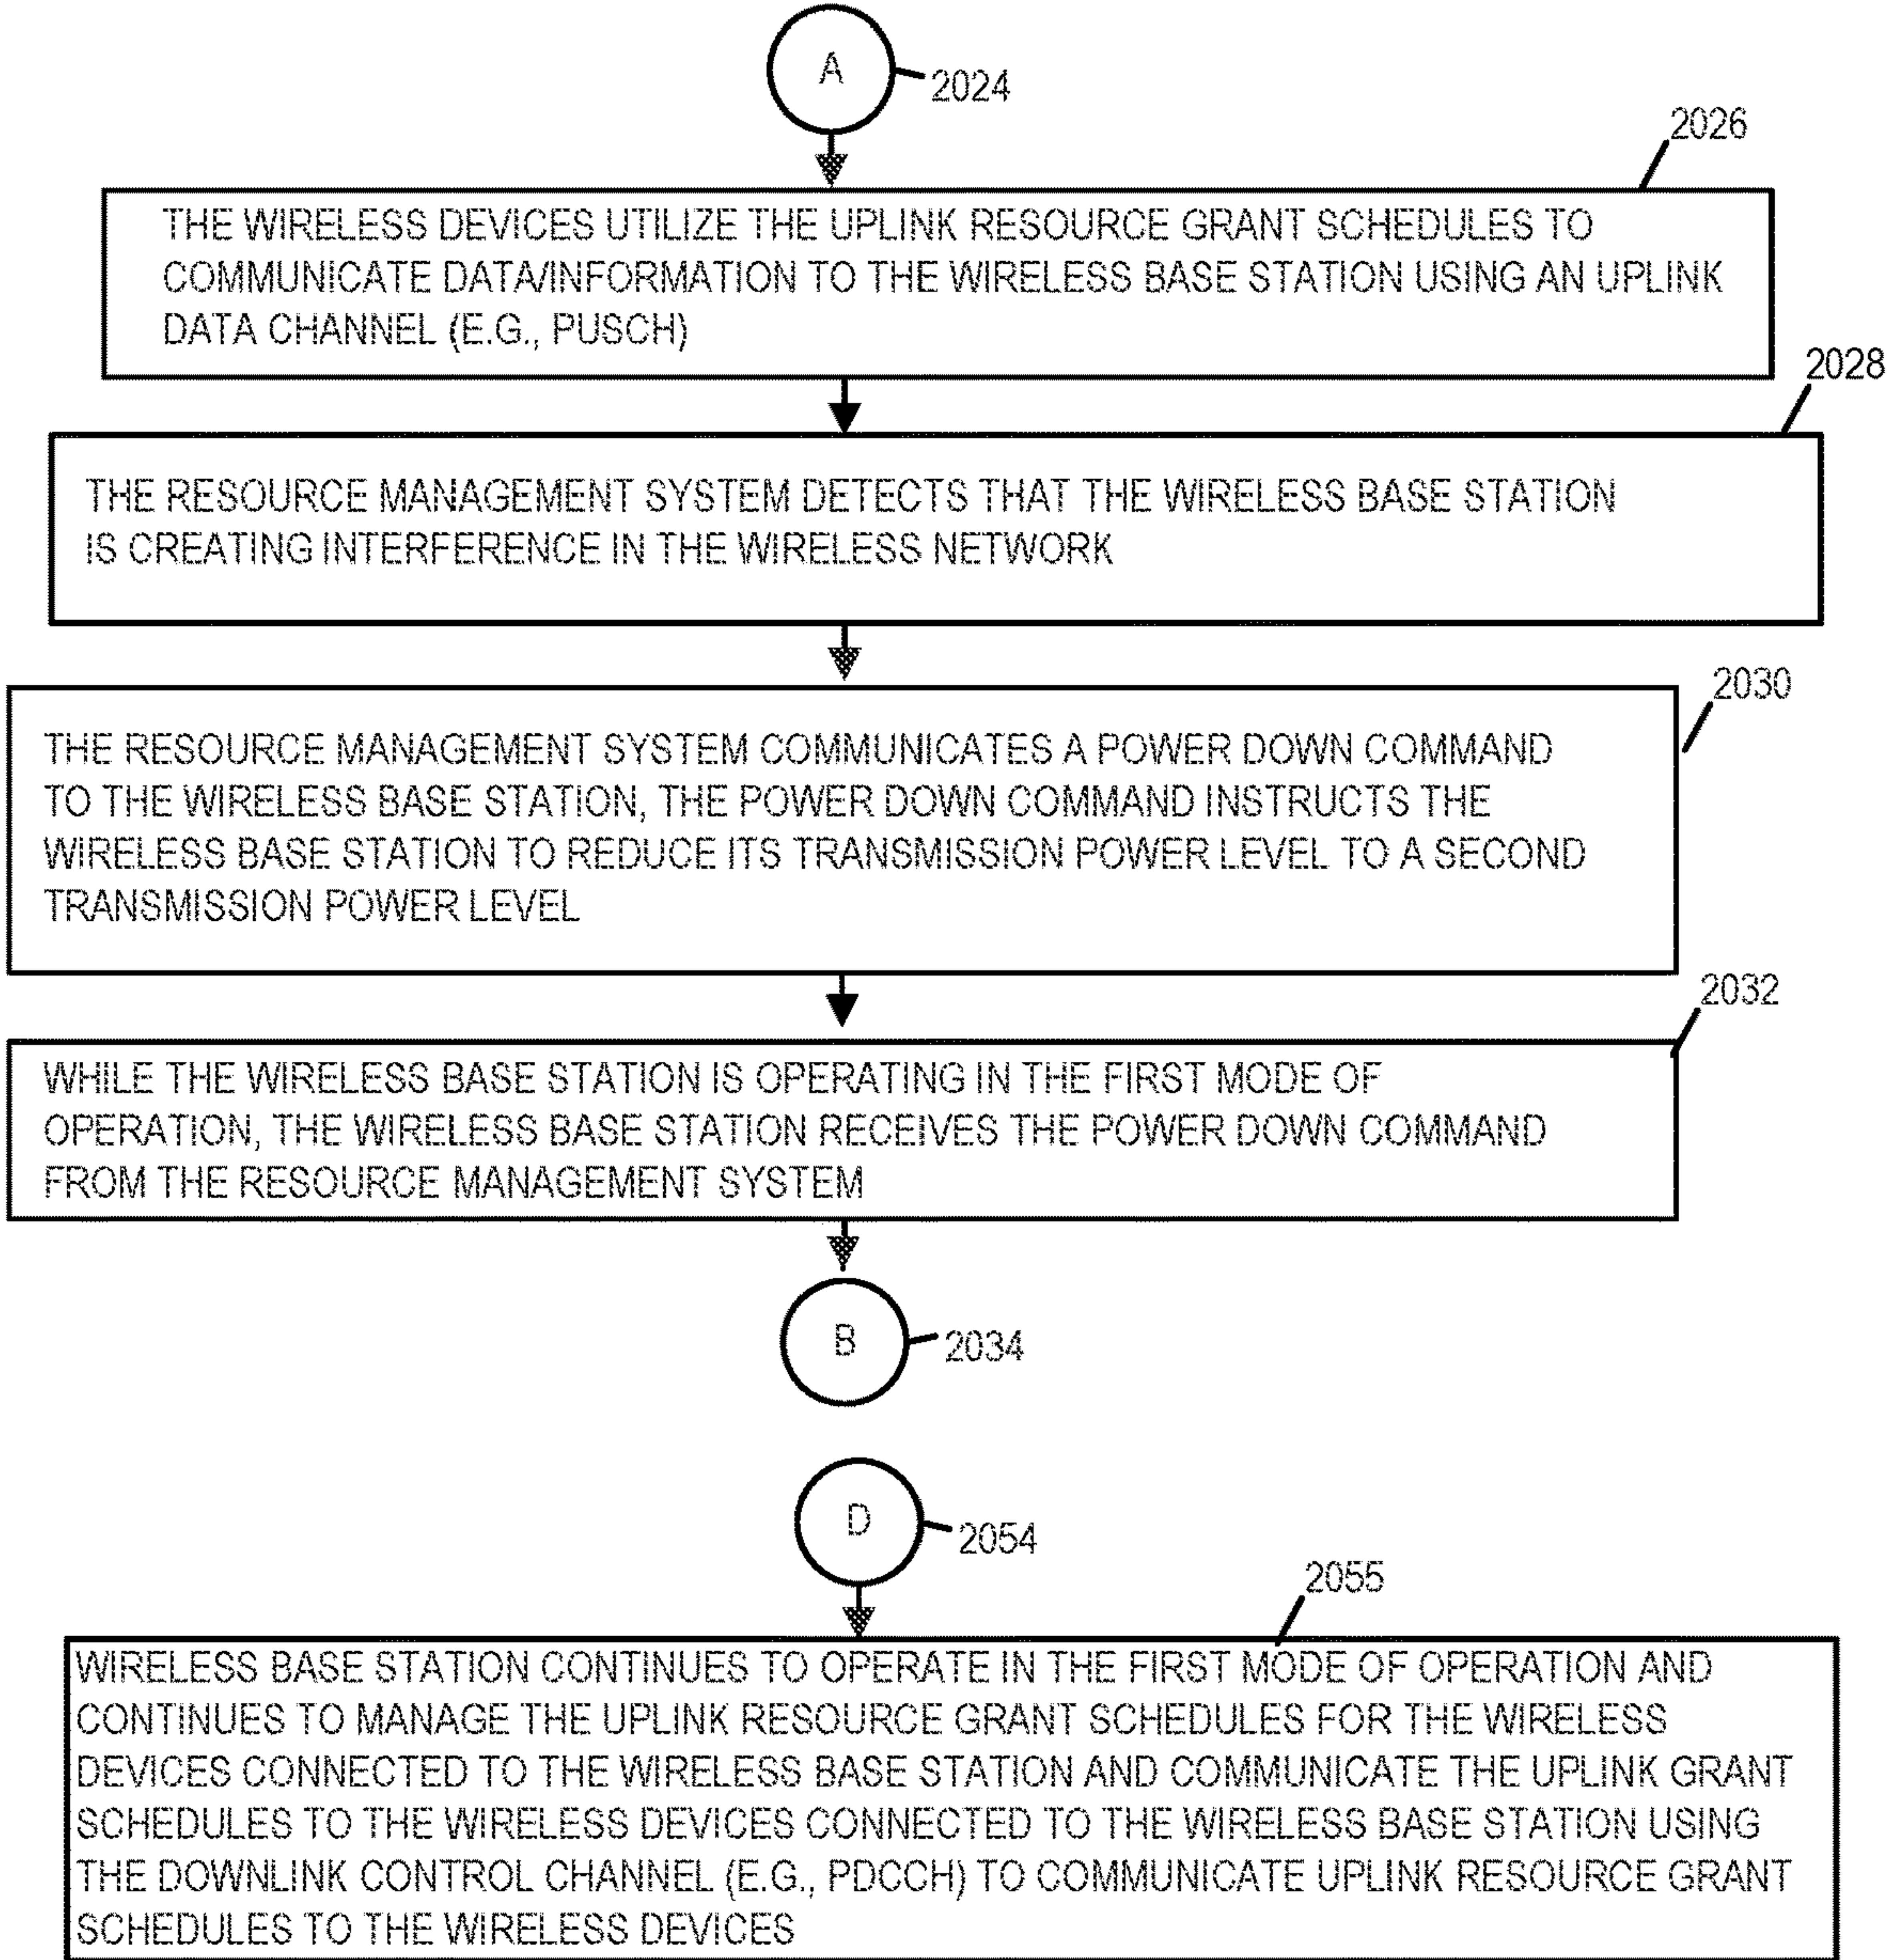 A
2024
2026
THE WIRELESS DEVICES UTILIZE THE UPLINK RESOURCE GRANT SCHEDULES TO
COMMUNICATE DATA/INFORMATION TO THE WIRELESS BASE STATION USING AN UPLINK
DATA CHANNEL (E.G., PUSCH)
2028
THE RESOURCE MANAGEMENT SYSTEM DETECTS THAT THE WIRELESS BASE STATION
IS CREATING INTERFERENCE IN THE WIRELESS NETWORK
2030
THE RESOURCE MANAGEMENT SYSTEM COMMUNICATES A POWER DOWN COMMAND
TO THE WIRELESS BASE STATION, THE POWER DOWN COMMAND INSTRUCTS THE
WIRELESS BASE STATION TO REDUCE ITS TRANSMISSION POWER LEVEL TO A SECOND
TRANSMISSION POWER LEVEL
2032
WHILE THE WIRELESS BASE STATION IS OPERATING IN THE FIRST MODE OF
OPERATION, THE WIRELESS BASE STATION RECEIVES THE POWER DOWN COMMAND
FROM THE RESOURCE MANAGEMENT SYSTEM
B
2034
D
2054
2055
WIRELESS BASE STATION CONTINUES TO OPERATE IN THE FIRST MODE OF OPERATION AND
CONTINUES TO MANAGE THE UPLINK RESOURCE GRANT SCHEDULES FOR THE WIRELESS
DEVICES CONNECTED TO THE WIRELESS BASE STATION AND COMMUNICATE THE UPLINK GRANT
SCHEDULES TO THE WIRELESS DEVICES CONNECTED TO THE WIRELESS BASE STATION USING
THE DOWNLINK CONTROL CHANNEL (E.G., PDCCH) TO COMMUNICATE UPLINK RESOURCE GRANT
SCHEDULES TO THE WIRELESS DEVICES